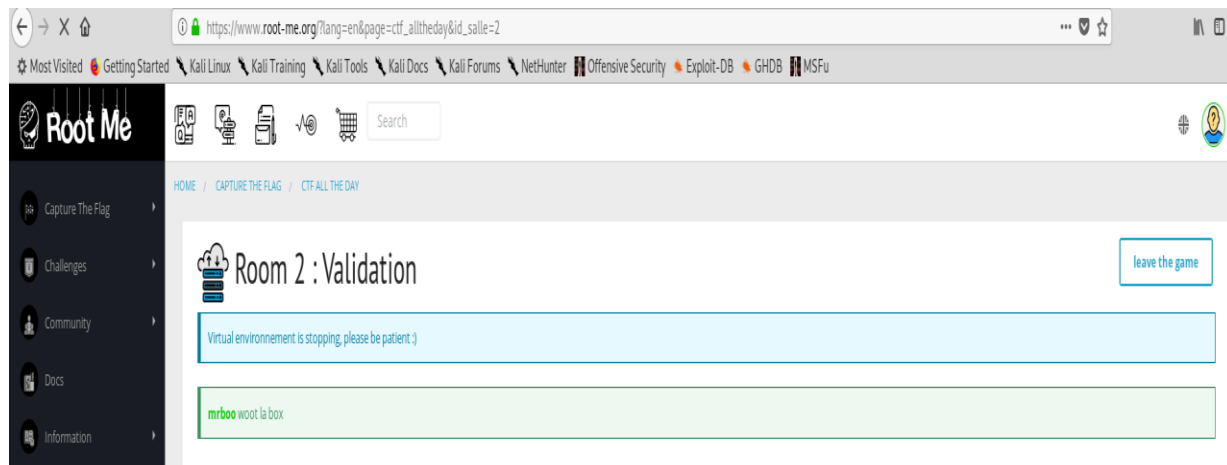 https://www.root-me.org/?lang=en&page=ctf_alltheday&id_salle=2
Most Visited Getting Started Kali Linux Kali Training Kali Tools Kali Docs Kali Forums NetHunter Offensive Security Exploit-DB GHDB MSFu
Root Me
Search
HOME / CAPTURE THE FLAG / CTF ALL THE DAY
Capture The Flag
Challenges
Community
Docs
Information
Room 2 : Validation
leave the game
Virtual environnement is stopping, please be patient :)
mrboo woot la box